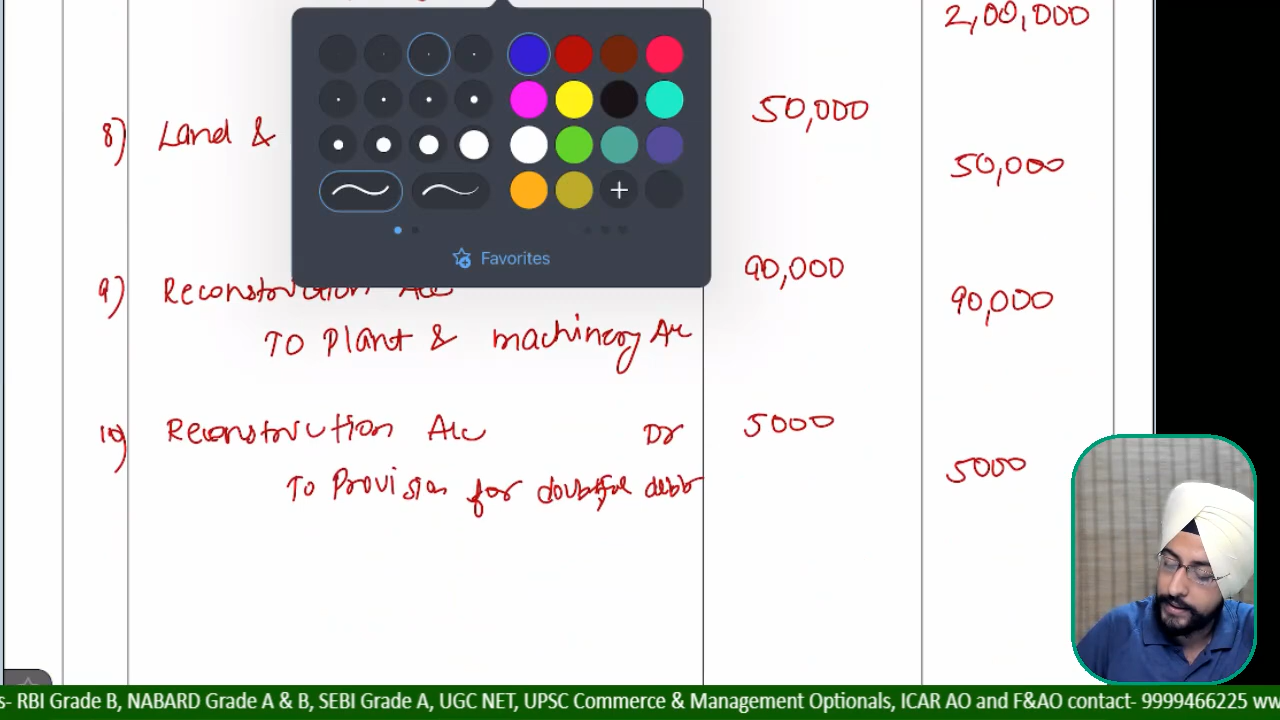 2,00,000
8) Land & 50,000
50,000
Favorites
9) Reconstruction A/c 90,000
90,000
To Plant & machinery A/c
10) Reconstruction A/c Dr 5000
To Provision for doubtful debt 5000
s- RBI Grade B, NABARD Grade A & B, SEBI Grade A, UGC NET, UPSC Commerce & Management Optionals, ICAR AO and F&AO contact- 9999466225 ww